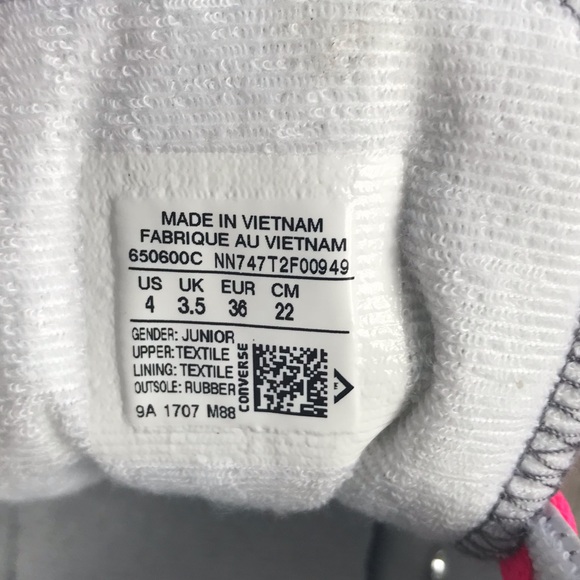 MADE IN VIETNAM
FABRIQUE AU VIETNAM
650600C NN747T2F00949
US UK EUR CM
4 3.5 36 22
GENDER: JUNIOR
UPPER: TEXTILE
LINING: TEXTILE
OUTSOLE: RUBBER
CONVERSE
E
9A 1707 M88